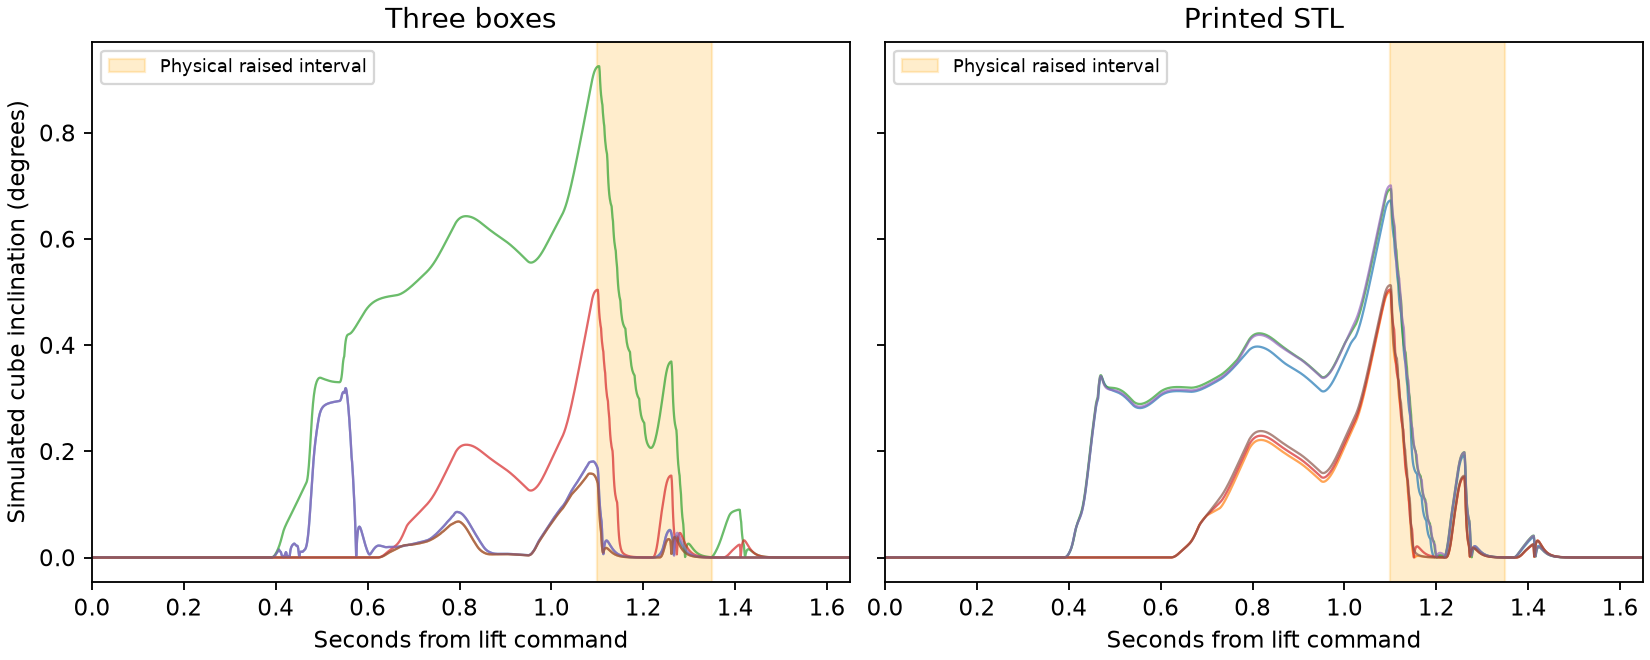 Three boxes
Printed STL
Physical raised interval
Physical raised interval
Simulated cube inclination (degrees)
0.8
0.6
0.4
0.2
0.0
0.0 0.2 0.4 0.6 0.8 1.0 1.2 1.4 1.6
0.0 0.2 0.4 0.6 0.8 1.0 1.2 1.4 1.6
Seconds from lift command
Seconds from lift command